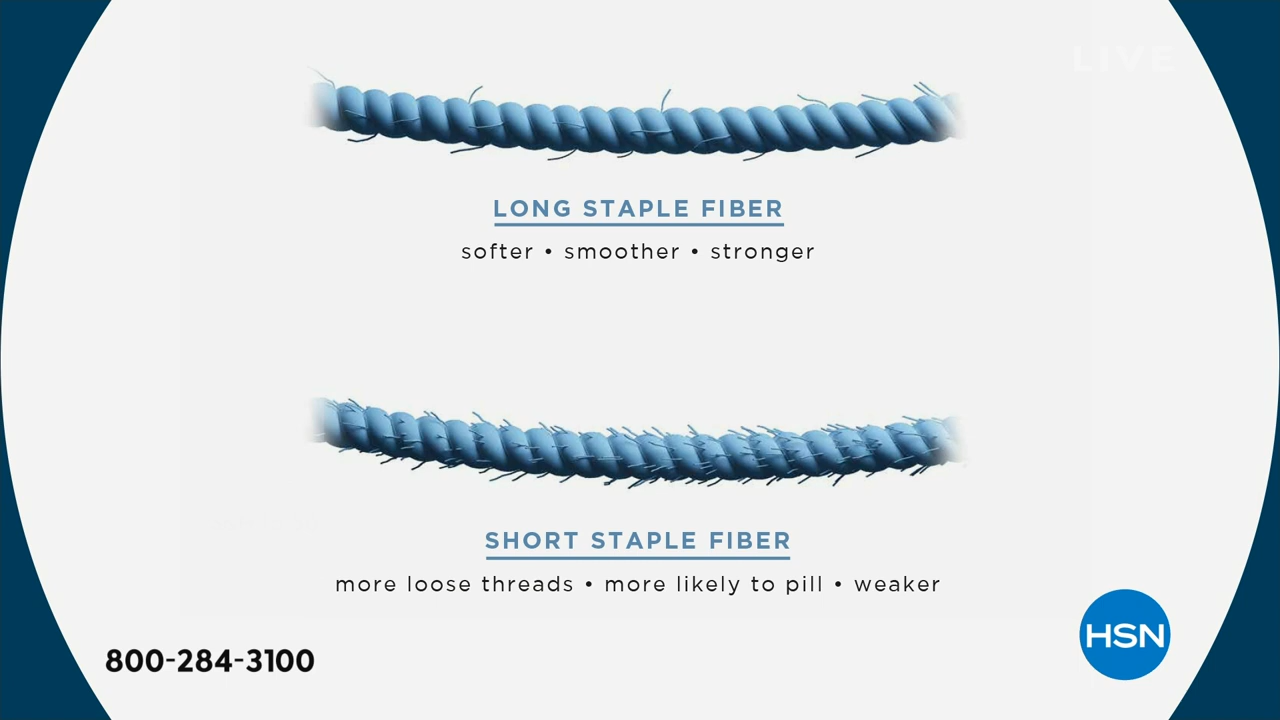 LIVE
LONG STAPLE FIBER
softer • smoother • stronger
SHORT STAPLE FIBER
more loose threads • more likely to pill • weaker
800-284-3100
HSN